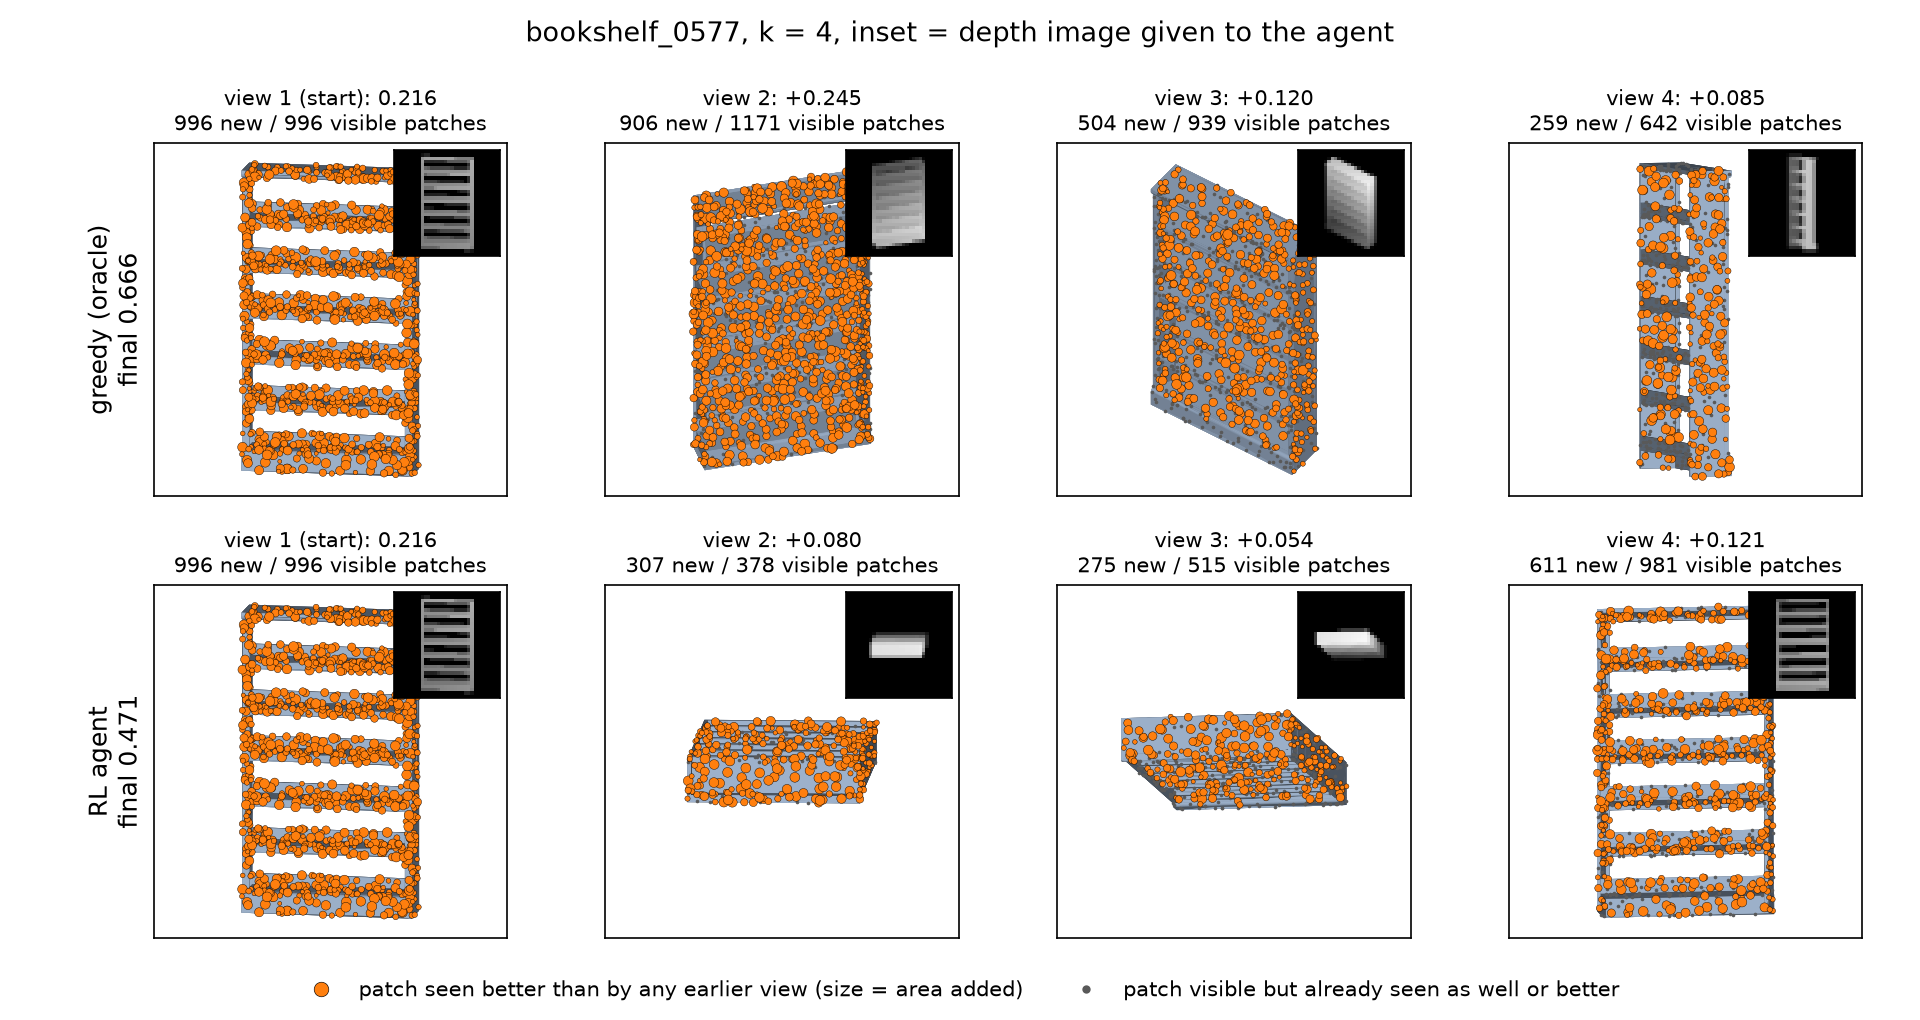 bookshelf_0577, k = 4, inset = depth image given to the agent
view 1 (start): 0.216
996 new / 996 visible patches
view 2: +0.245
906 new / 1171 visible patches
view 3: +0.120
504 new / 939 visible patches
view 4: +0.085
259 new / 642 visible patches
greedy (oracle)
final 0.666
view 1 (start): 0.216
996 new / 996 visible patches
view 2: +0.080
307 new / 378 visible patches
view 3: +0.054
275 new / 515 visible patches
view 4: +0.121
611 new / 981 visible patches
RL agent
final 0.471
patch seen better than by any earlier view (size = area added)
patch visible but already seen as well or better